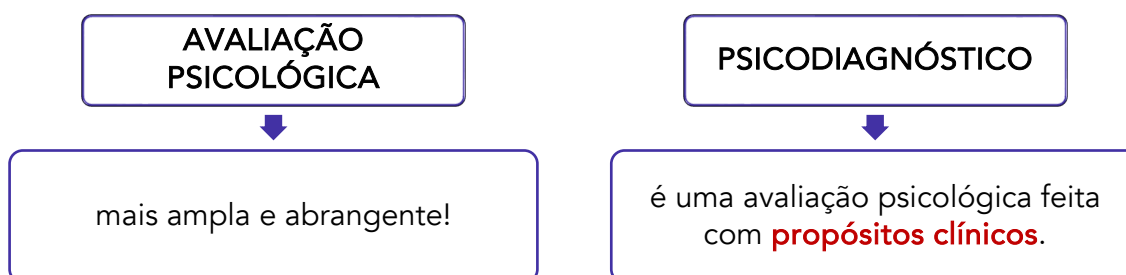 AVALIAÇÃO
PSICOLÓGICA
mais ampla e abrangente!
PSICODIAGNÓSTICO
é uma avaliação psicológica feita
com propósitos clínicos.